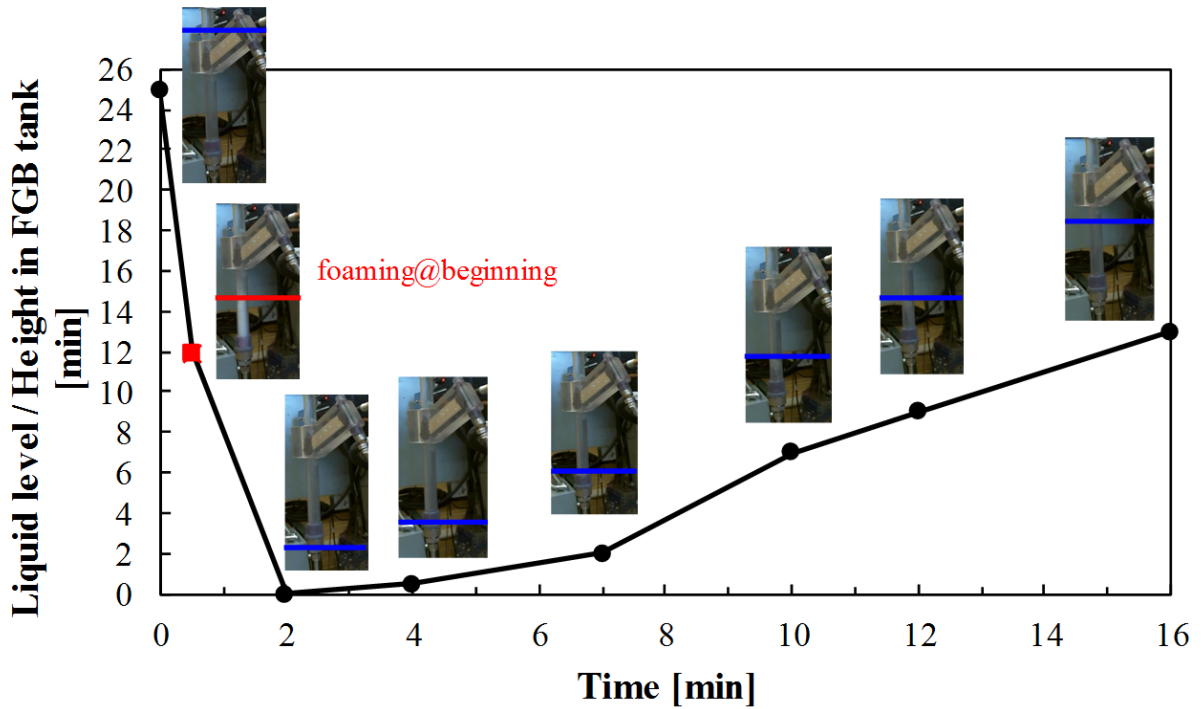 Liquid level / Height in FGB tank
[min]
26
24
22
20
18
16
14
12
10
8
6
4
2
0
foaming@beginning
0 2 4 6 8 10 12 14 16
Time [min]